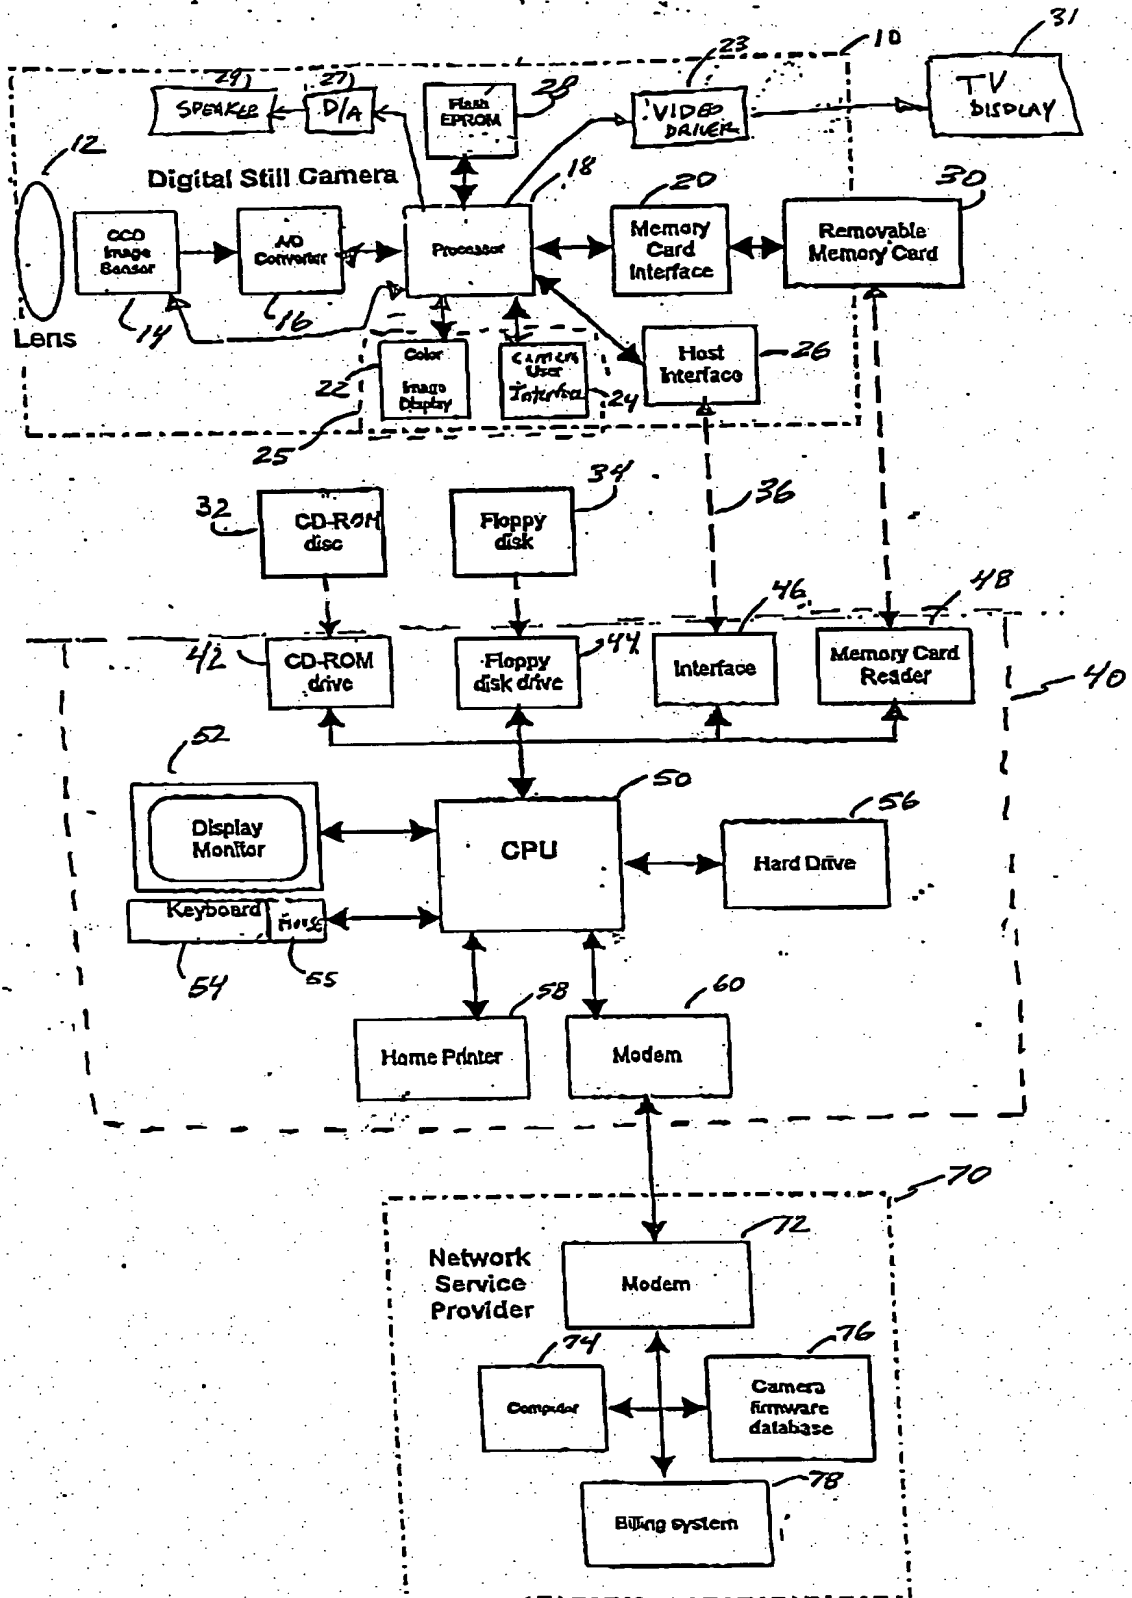 31
10
23
29
27
28
SPEAKER
D/A
Flash
EPROM
VIDEO
DRIVER
TV
DISPLAY
12
Digital Still Camera
18
20
30
CCD
Image
Sensor
A/D
Converter
Processor
Memory
Card
Interface
Removable
Memory Card
14
16
Lens
22
Color
Image
Display
Camera
User
Interface
24
Host
Interface
26
25
32
CD-ROM
disc
34
Floppy
disk
36
46
48
42
CD-ROM
drive
Floppy
disk drive
44
Interface
Memory Card
Reader
40
52
50
56
Display
Monitor
CPU
Hard Drive
Keyboard
Mouse
54
55
58
60
Home Printer
Modem
70
72
Network
Service
Provider
Modem
74
76
Computer
Camera
firmware
database
78
Billing system